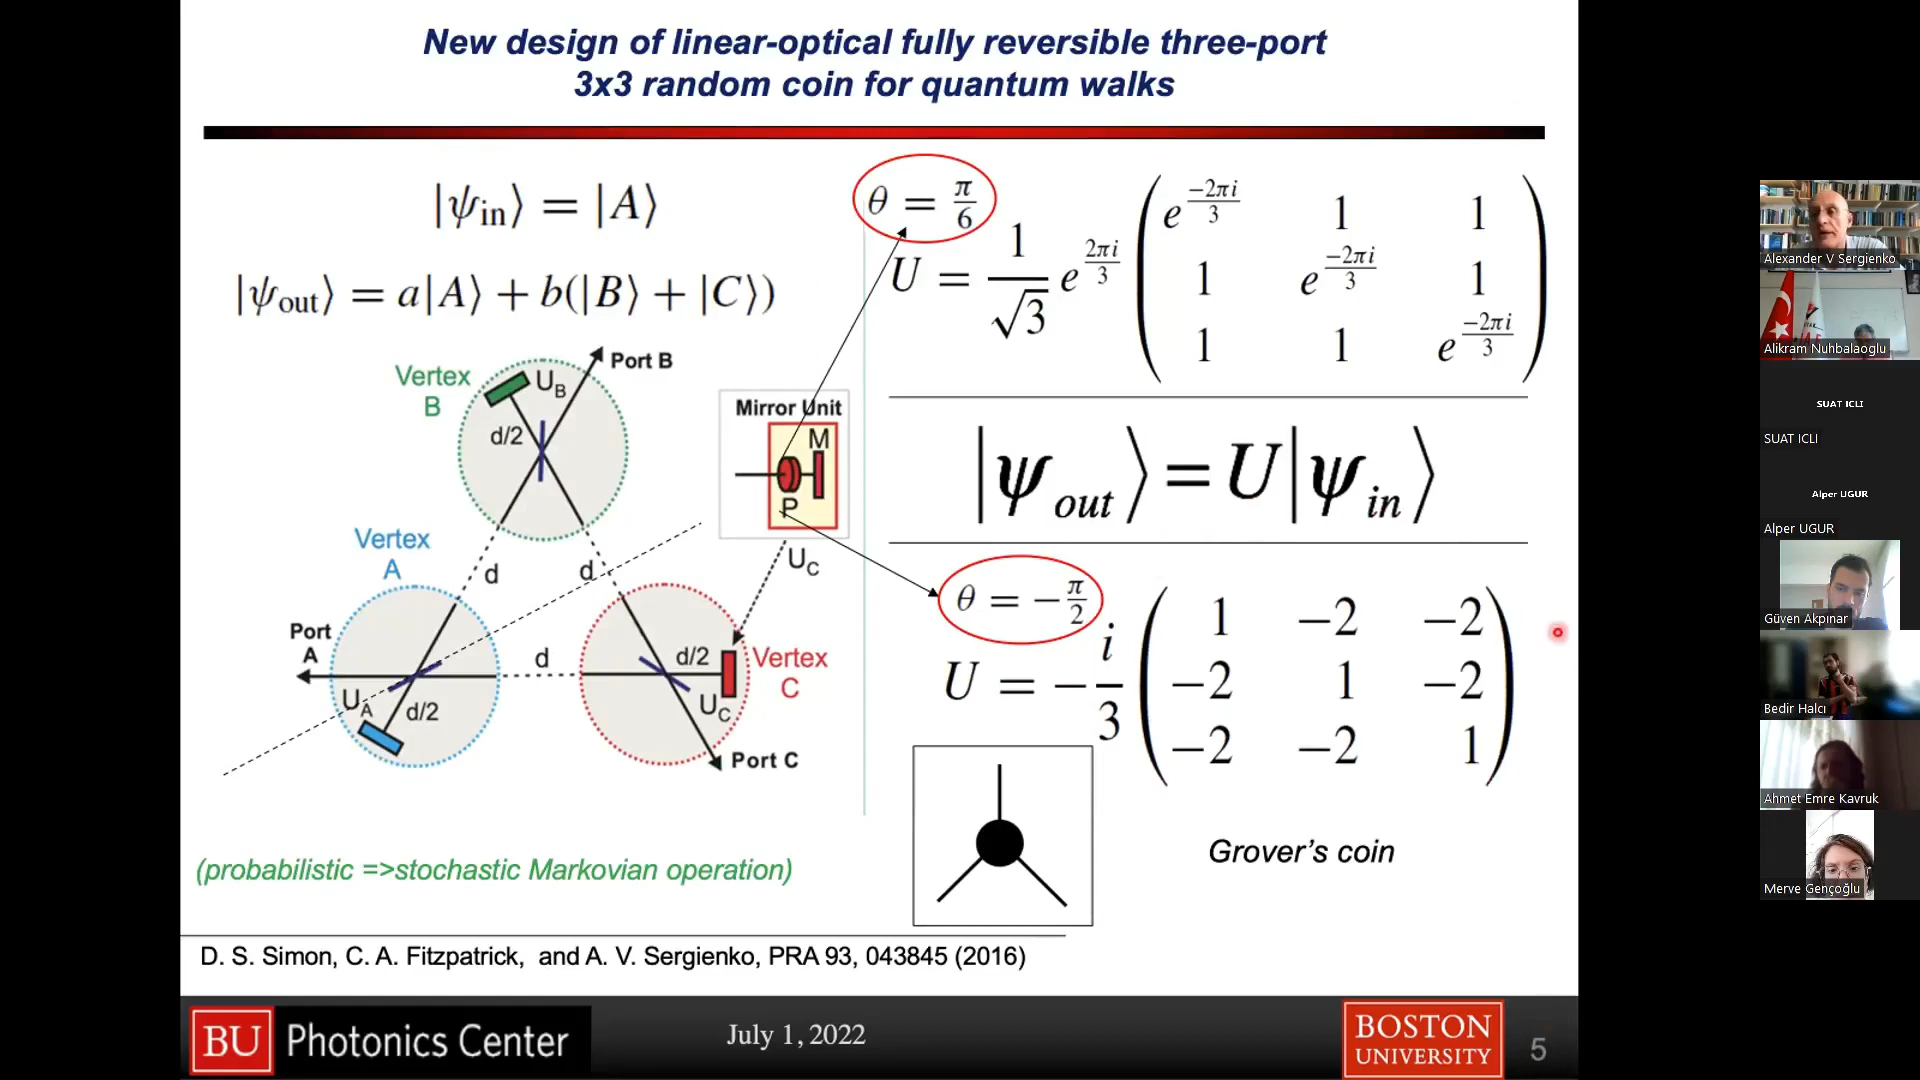 New design of linear-optical fully reversible three-port
3x3 random coin for quantum walks
|ψin⟩ = |A⟩
|ψout⟩ = a|A⟩ + b(|B⟩ + |C⟩)
Vertex
B
UB
Port B
d/2
Mirror Unit
M
P
UC
Vertex
A
d
d
Port
A
UA
d/2
d
d/2
UC
Vertex
C
Port C
(probabilistic =>stochastic Markovian operation)
θ = π/6
U = 1/√3 e^(2πi/3)
e^(-2πi/3) 1 1
1 e^(-2πi/3) 1
1 1 e^(-2πi/3)
|ψout⟩ = U|ψin⟩
θ = −π/2
U = −i/3
1 −2 −2
−2 1 −2
−2 −2 1
Grover’s coin
D. S. Simon, C. A. Fitzpatrick, and A. V. Sergienko, PRA 93, 043845 (2016)
BU Photonics Center
July 1, 2022
BOSTON
UNIVERSITY
5
Alexander V Sergienko
Alikram Nuhbalaoglu
SUAT ICLI
SUAT ICLI
Alper UGUR
Alper UGUR
Güven Akpınar
Bedir Halcı
Ahmet Emre Kavruk
Merve Gençoğlu